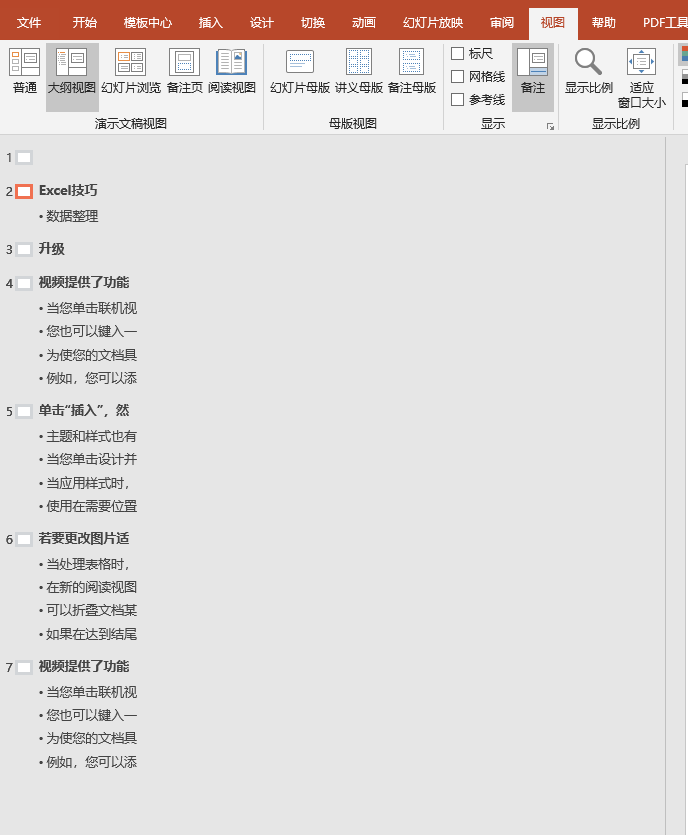 文件 开始 模板中心 插入 设计 切换 动画 幻灯片放映 审阅 视图 帮助 PDF工具
普通 大纲视图 幻灯片浏览 备注页 阅读视图 幻灯片母版 讲义母版 备注母版 标尺 网格线 参考线 备注 显示比例 适应
窗口大小
演示文稿视图 母版视图 显示 显示比例
1
2 Excel技巧
• 数据整理
3 升级
4 视频提供了功能
• 当您单击联机视
• 您也可以键入一
• 为使您的文档具
• 例如，您可以添
5 单击“插入”，然
• 主题和样式也有
• 当您单击设计并
• 当应用样式时，
• 使用在需要位置
6 若要更改图片适
• 当处理表格时，
• 在新的阅读视图
• 可以折叠文档某
• 如果在达到结尾
7 视频提供了功能
• 当您单击联机视
• 您也可以键入一
• 为使您的文档具
• 例如，您可以添